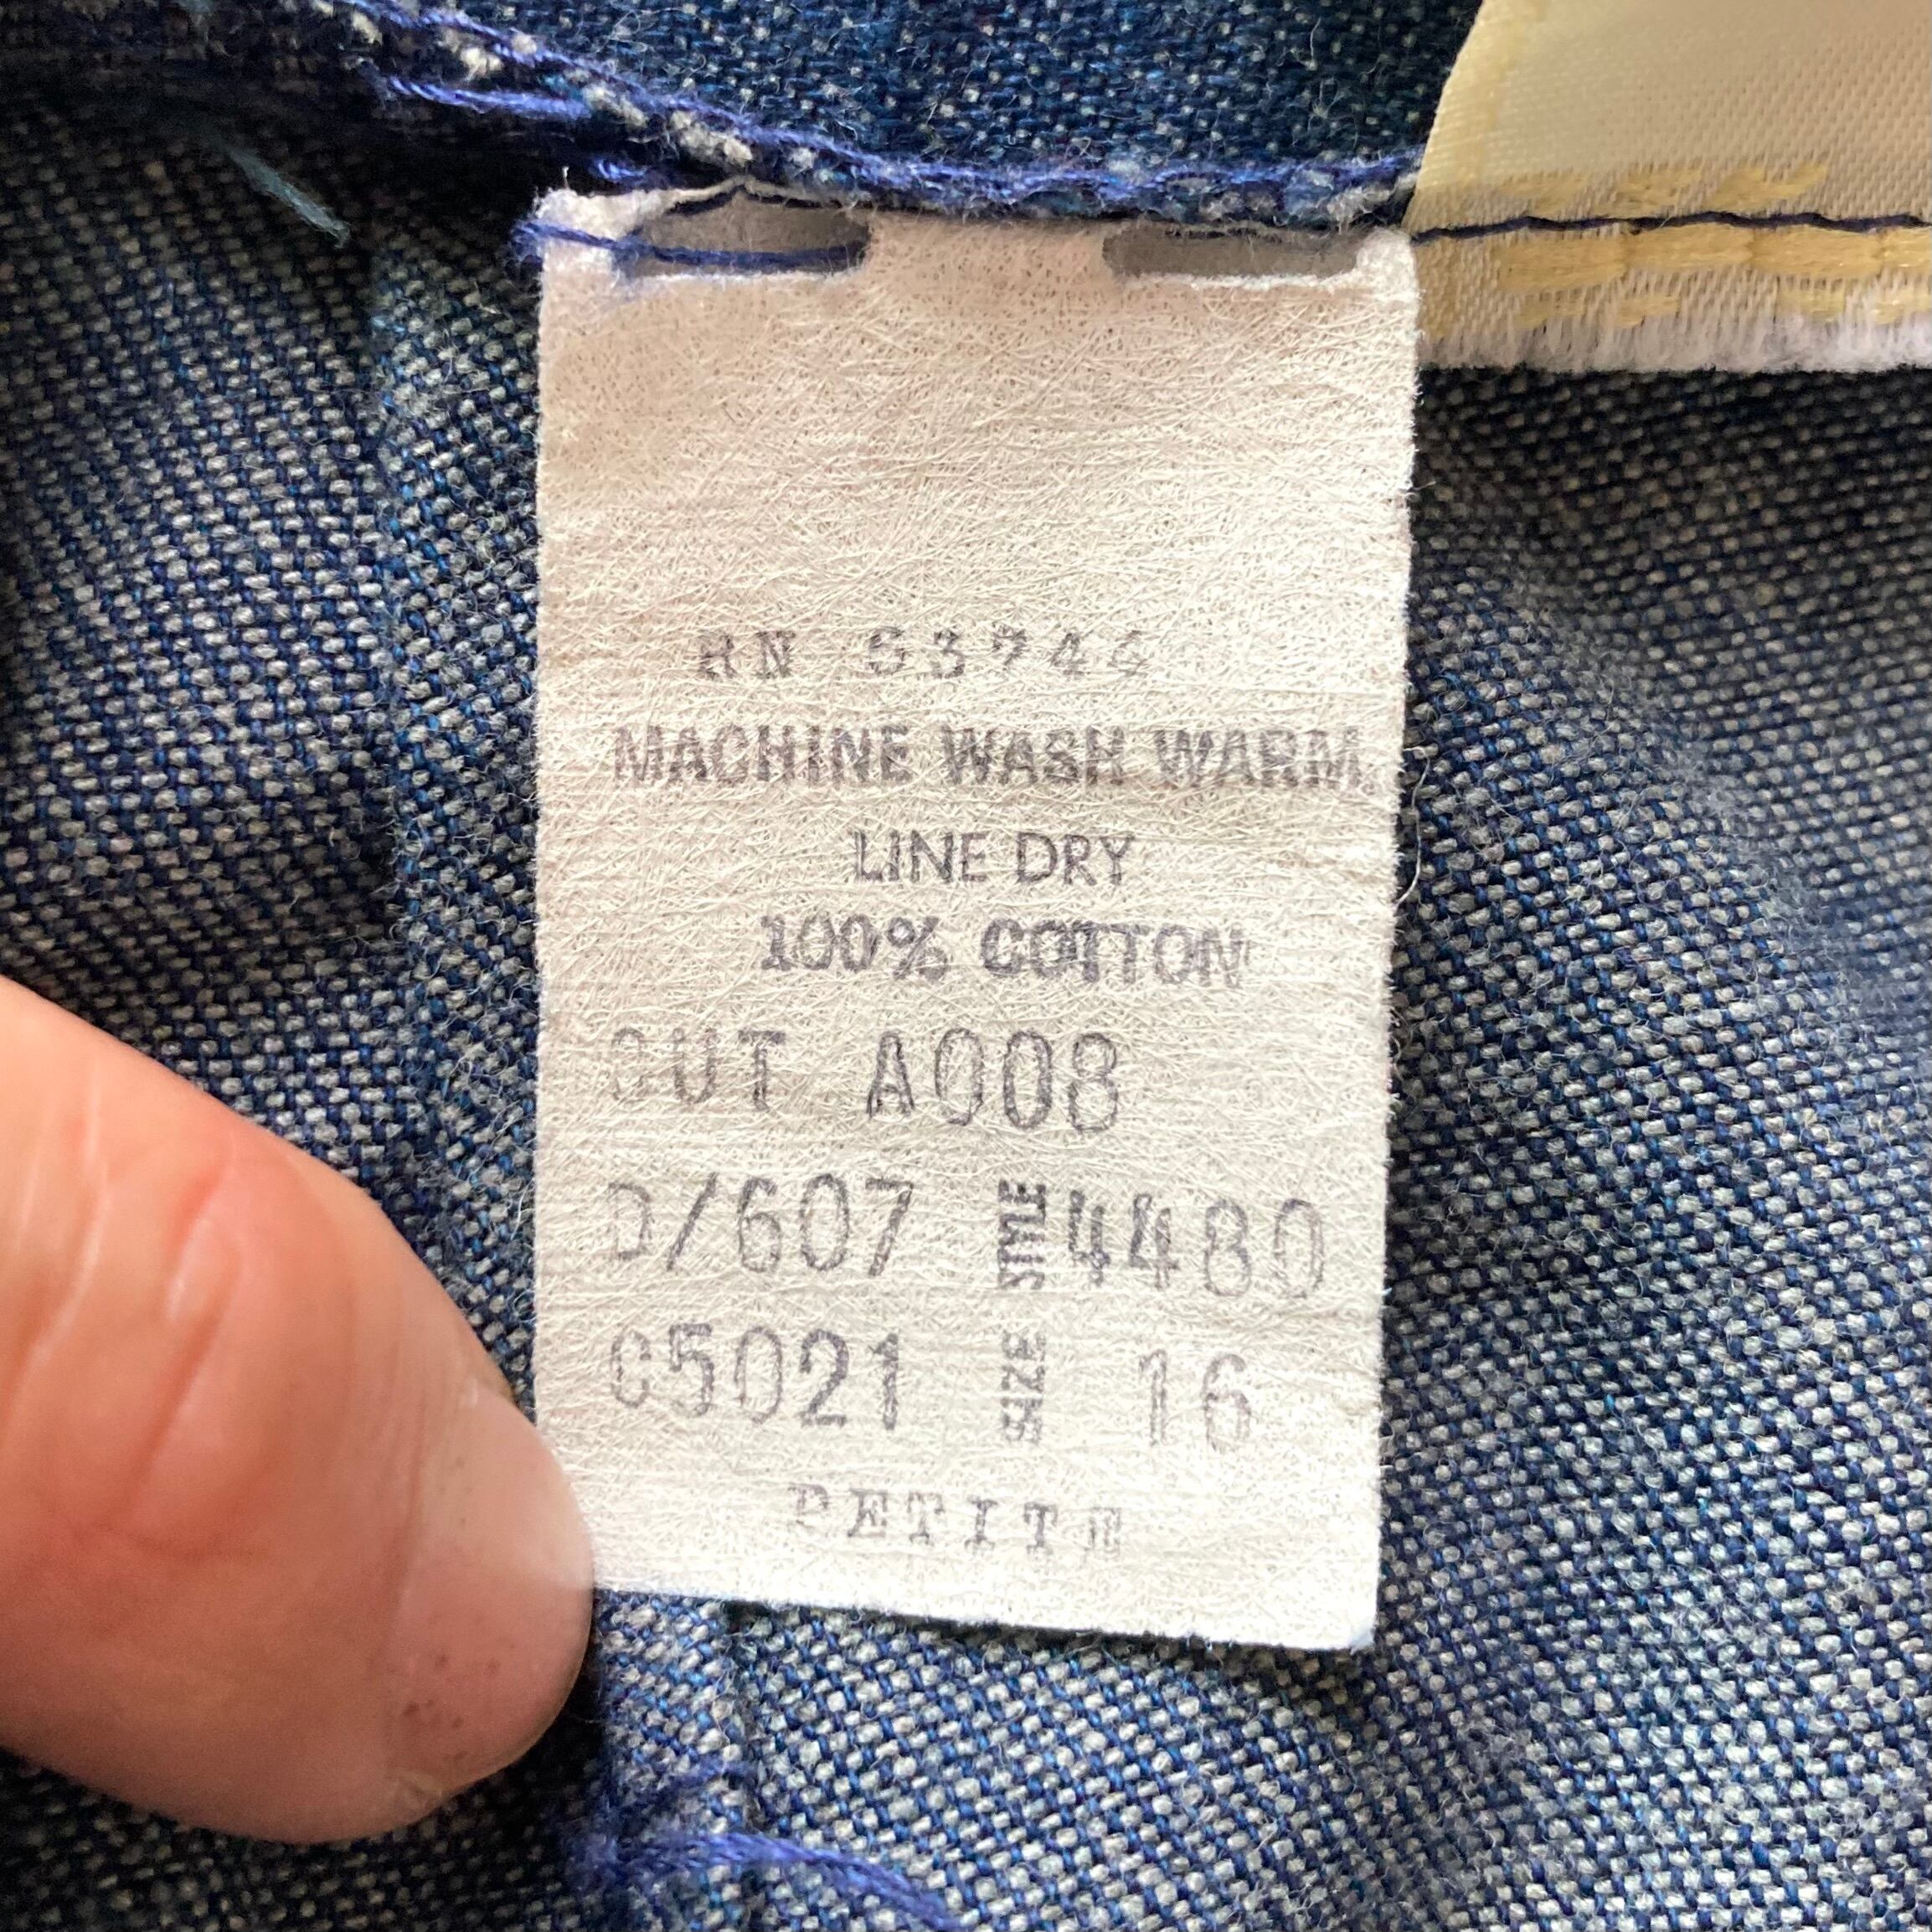 RN 53744
MACHINE WASH WARM
LINE DRY
100% COTTON
CUT A008
D/607 STYLE 4480
C5021 SIZE 16
PETITE